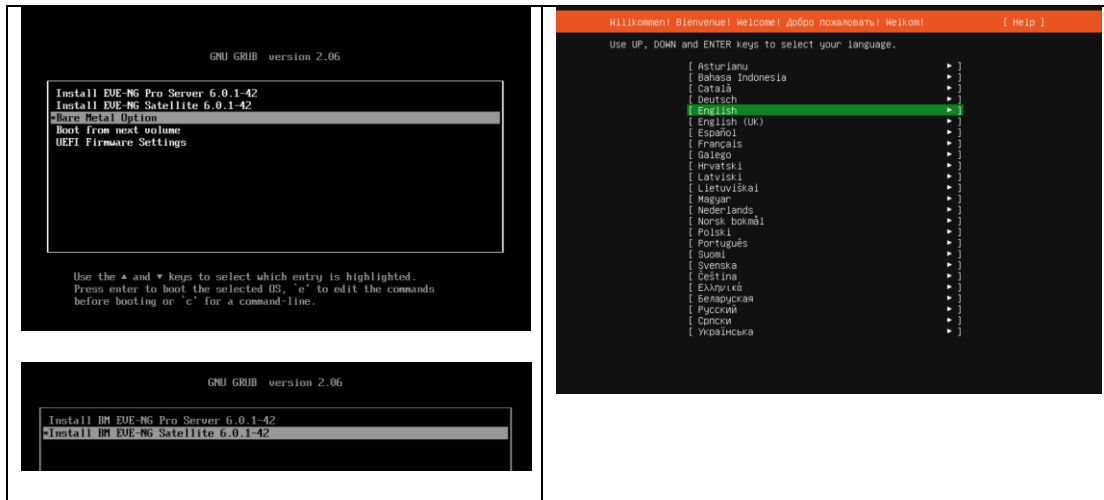 GNU GRUB version 2.06
Install EVE-NG Pro Server 6.0.1-42
Install EVE-NG Satellite 6.0.1-42
*Bare Metal Option
Boot from next volume
UEFI Firmware Settings
Use the ▲ and ▼ keys to select which entry is highlighted.
Press enter to boot the selected OS, `e' to edit the commands
before booting or `c' for a command-line.
GNU GRUB version 2.06
Install BM EVE-NG Pro Server 6.0.1-42
*Install BM EVE-NG Satellite 6.0.1-42
Willkommen! Bienvenue! Welcome! Добро пожаловать! Welkom! [ Help ]
Use UP, DOWN and ENTER keys to select your language.
[ Asturianu ▸ ]
[ Bahasa Indonesia ▸ ]
[ Català ▸ ]
[ Deutsch ▸ ]
[ English ▸ ]
[ English (UK) ▸ ]
[ Español ▸ ]
[ Français ▸ ]
[ Galego ▸ ]
[ Hrvatski ▸ ]
[ Latviski ▸ ]
[ Lietuviškai ▸ ]
[ Magyar ▸ ]
[ Nederlands ▸ ]
[ Norsk bokmål ▸ ]
[ Polski ▸ ]
[ Português ▸ ]
[ Suomi ▸ ]
[ Svenska ▸ ]
[ Čeština ▸ ]
[ Ελληνικά ▸ ]
[ Беларуская ▸ ]
[ Русский ▸ ]
[ Српски ▸ ]
[ Українська ▸ ]